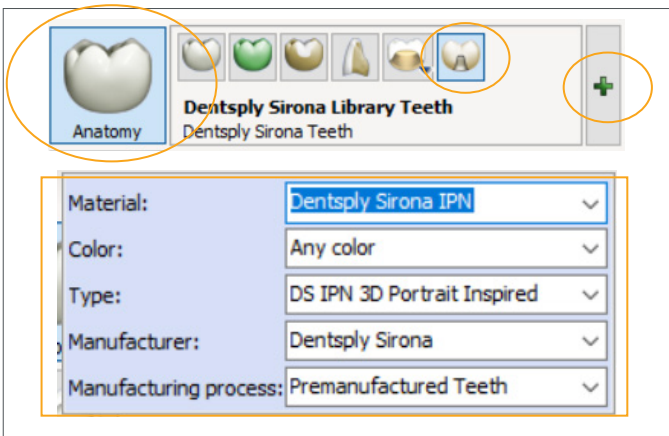 Anatomy
Dentsply Sirona Library Teeth
Dentsply Sirona Teeth
Material: Dentsply Sirona IPN
Color: Any color
Type: DS IPN 3D Portrait Inspired
Manufacturer: Dentsply Sirona
Manufacturing process: Premanufactured Teeth